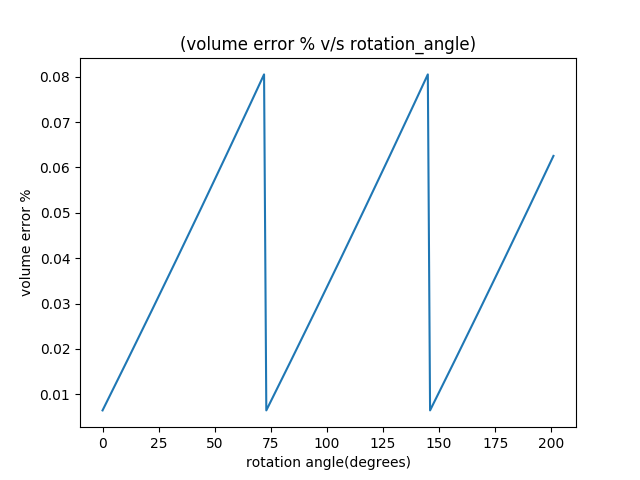 (volume error % v/s rotation_angle)
0.08
0.07
0.06
0.05
0.04
0.03
0.02
0.01
volume error %
0 25 50 75 100 125 150 175 200
rotation angle(degrees)